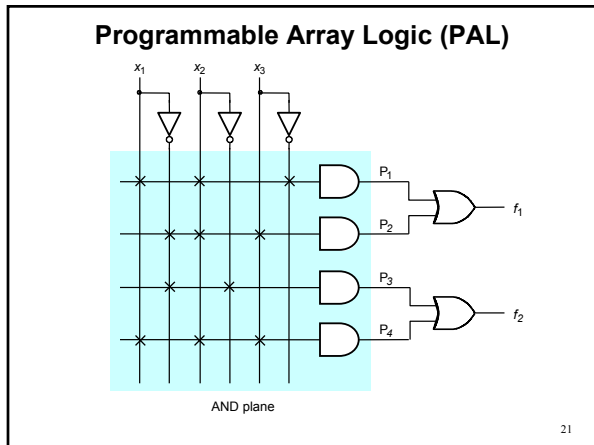 Programmable Array Logic (PAL)
x1 x2 x3
P1
f1
P2
P3
f2
P4
AND plane
21